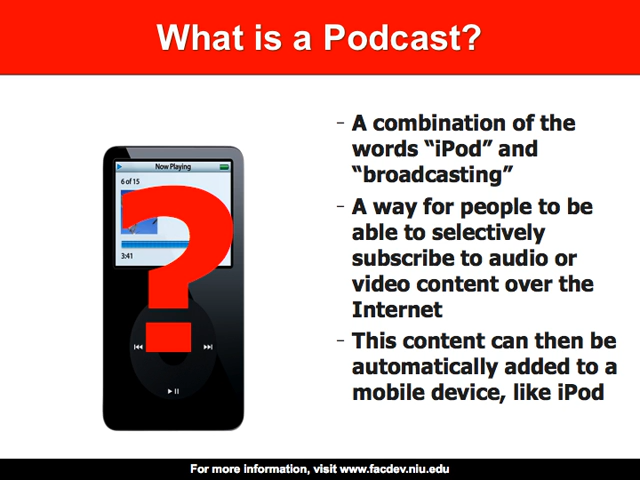 What is a Podcast?
Now Playing
6 of 15
3:41
?
– A combination of the
words “iPod” and
“broadcasting”
– A way for people to be
able to selectively
subscribe to audio or
video content over the
Internet
– This content can then be
automatically added to a
mobile device, like iPod
For more information, visit www.facdev.niu.edu